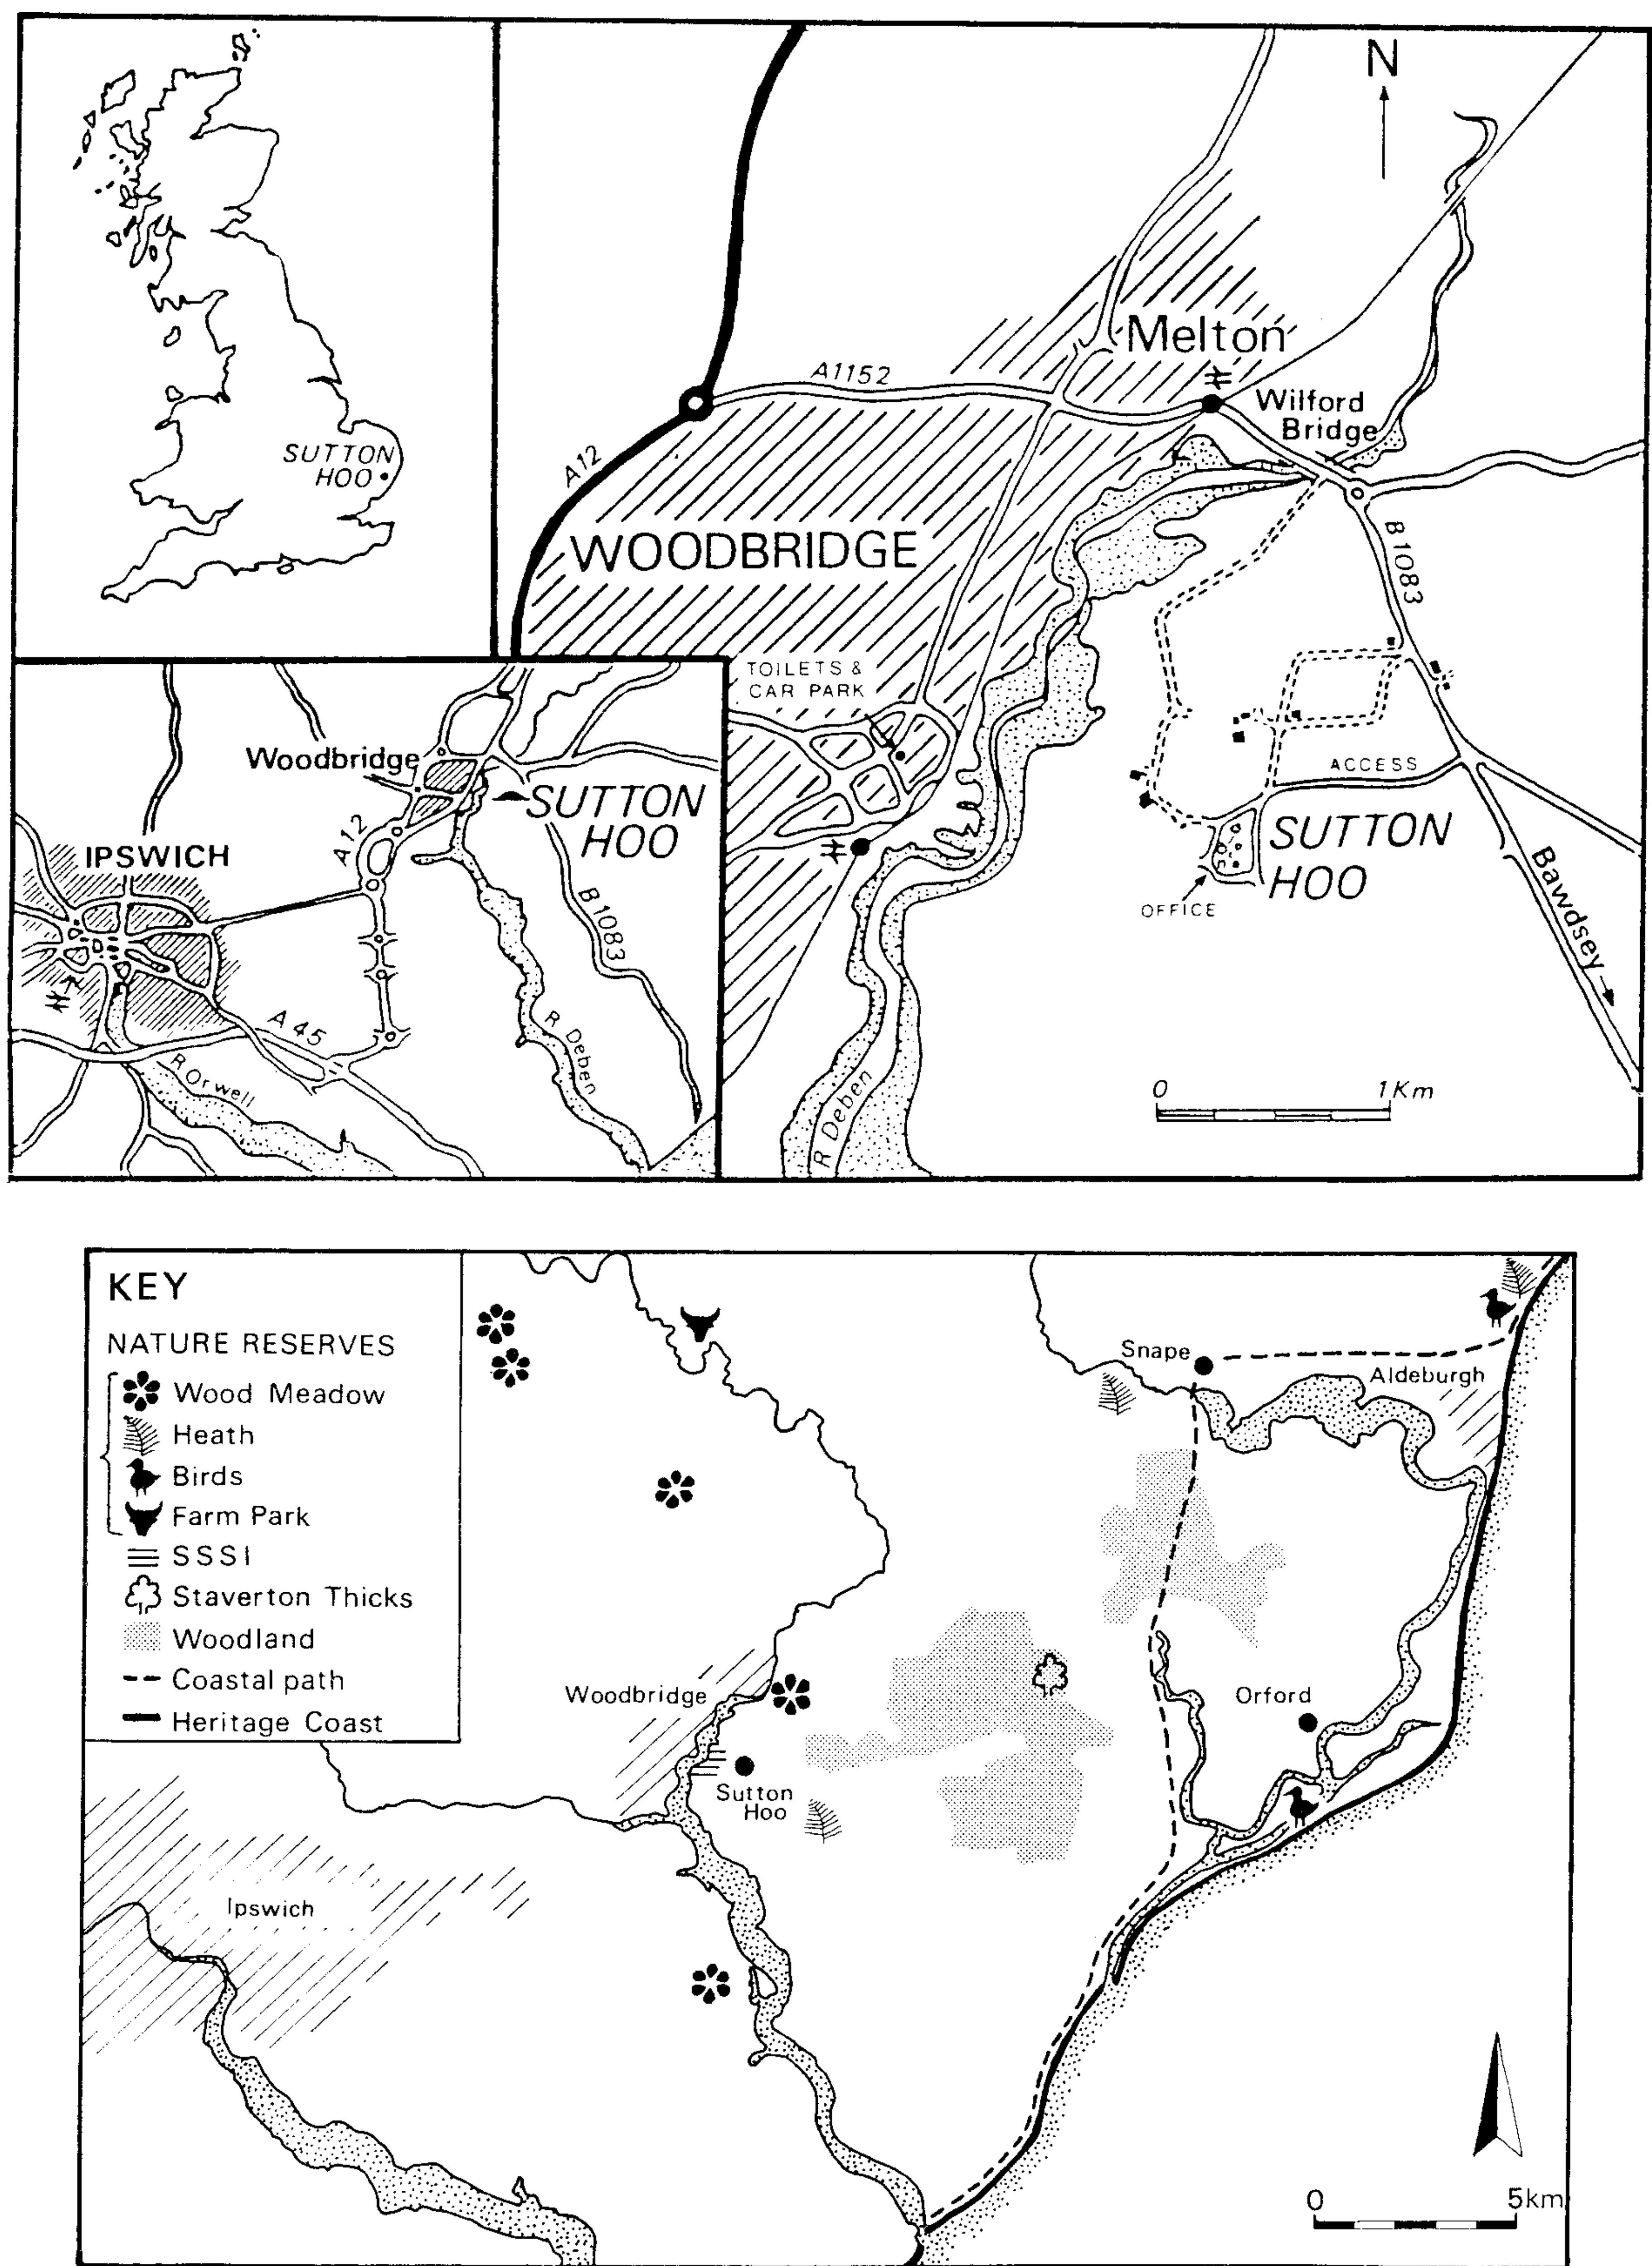 SUTTON
HOO
N
Melton
A1152
Wilford
Bridge
A12
WOODBRIDGE
B1083
TOILETS &
CAR PARK
ACCESS
SUTTON
HOO
OFFICE
Bawdsey
0 1Km
R Deben
Woodbridge
SUTTON
HOO
A12
IPSWICH
B1083
A 45
R Deben
R Orwell
KEY
NATURE RESERVES
Wood Meadow
Heath
Birds
Farm Park
SSSI
Staverton Thicks
Woodland
Coastal path
Heritage Coast
Snape
Aldeburgh
Woodbridge
Orford
Sutton
Hoo
Ipswich
0 5km